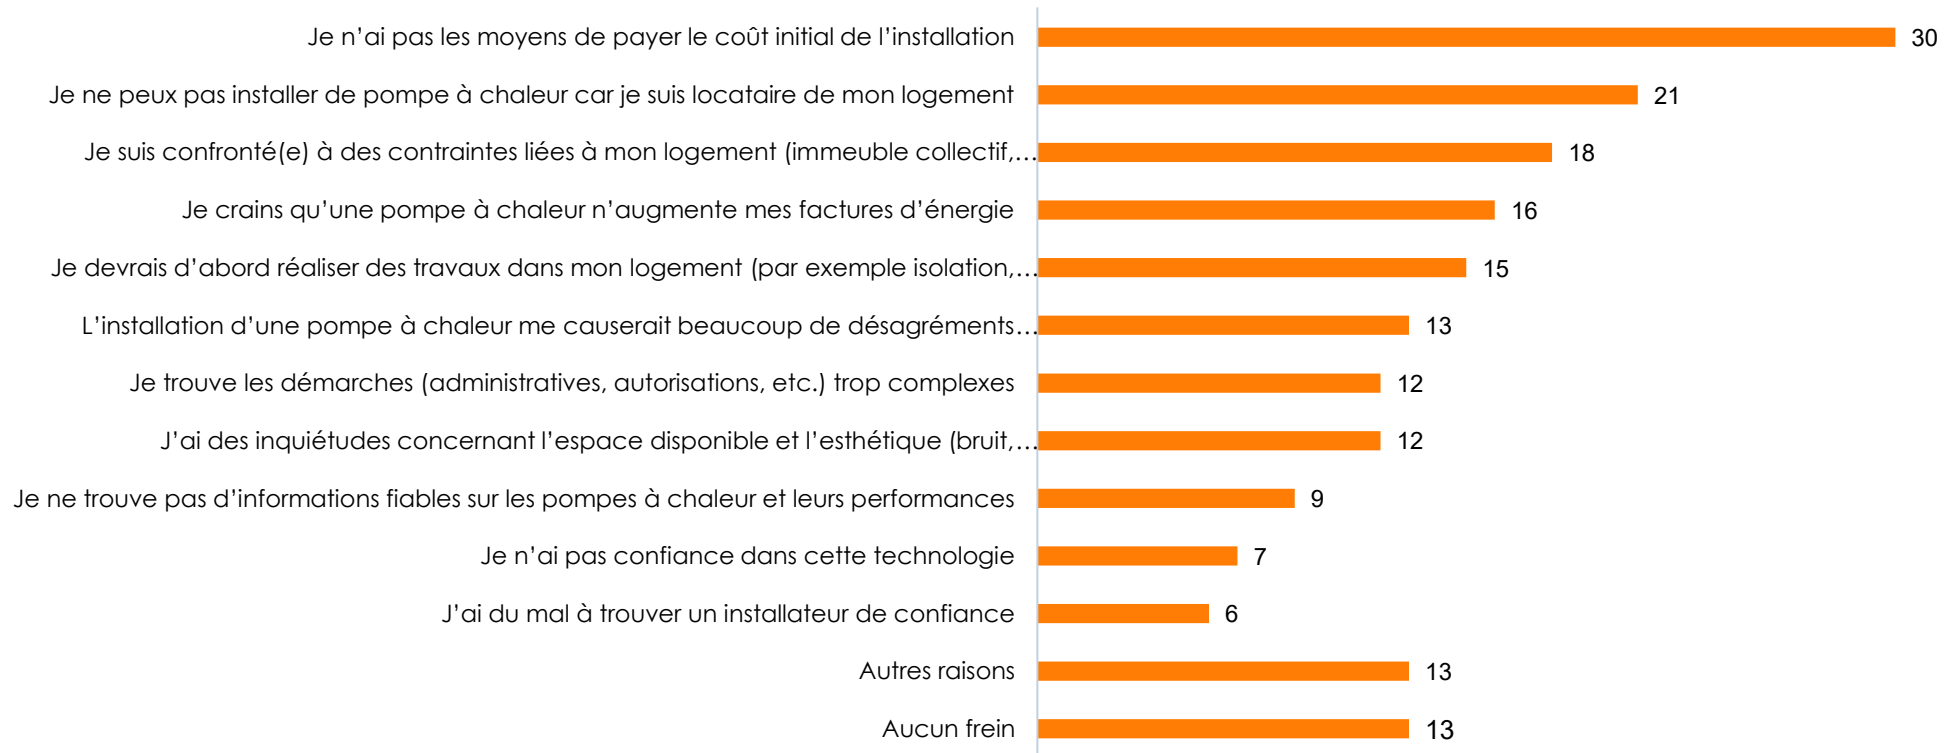 Je n’ai pas les moyens de payer le coût initial de l’installation 30
Je ne peux pas installer de pompe à chaleur car je suis locataire de mon logement 21
Je suis confronté(e) à des contraintes liées à mon logement (immeuble collectif,… 18
Je crains qu’une pompe à chaleur n’augmente mes factures d’énergie 16
Je devrais d’abord réaliser des travaux dans mon logement (par exemple isolation,… 15
L’installation d’une pompe à chaleur me causerait beaucoup de désagréments… 13
Je trouve les démarches (administratives, autorisations, etc.) trop complexes 12
J’ai des inquiétudes concernant l’espace disponible et l’esthétique (bruit,… 12
Je ne trouve pas d’informations fiables sur les pompes à chaleur et leurs performances 9
Je n’ai pas confiance dans cette technologie 7
J’ai du mal à trouver un installateur de confiance 6
Autres raisons 13
Aucun frein 13